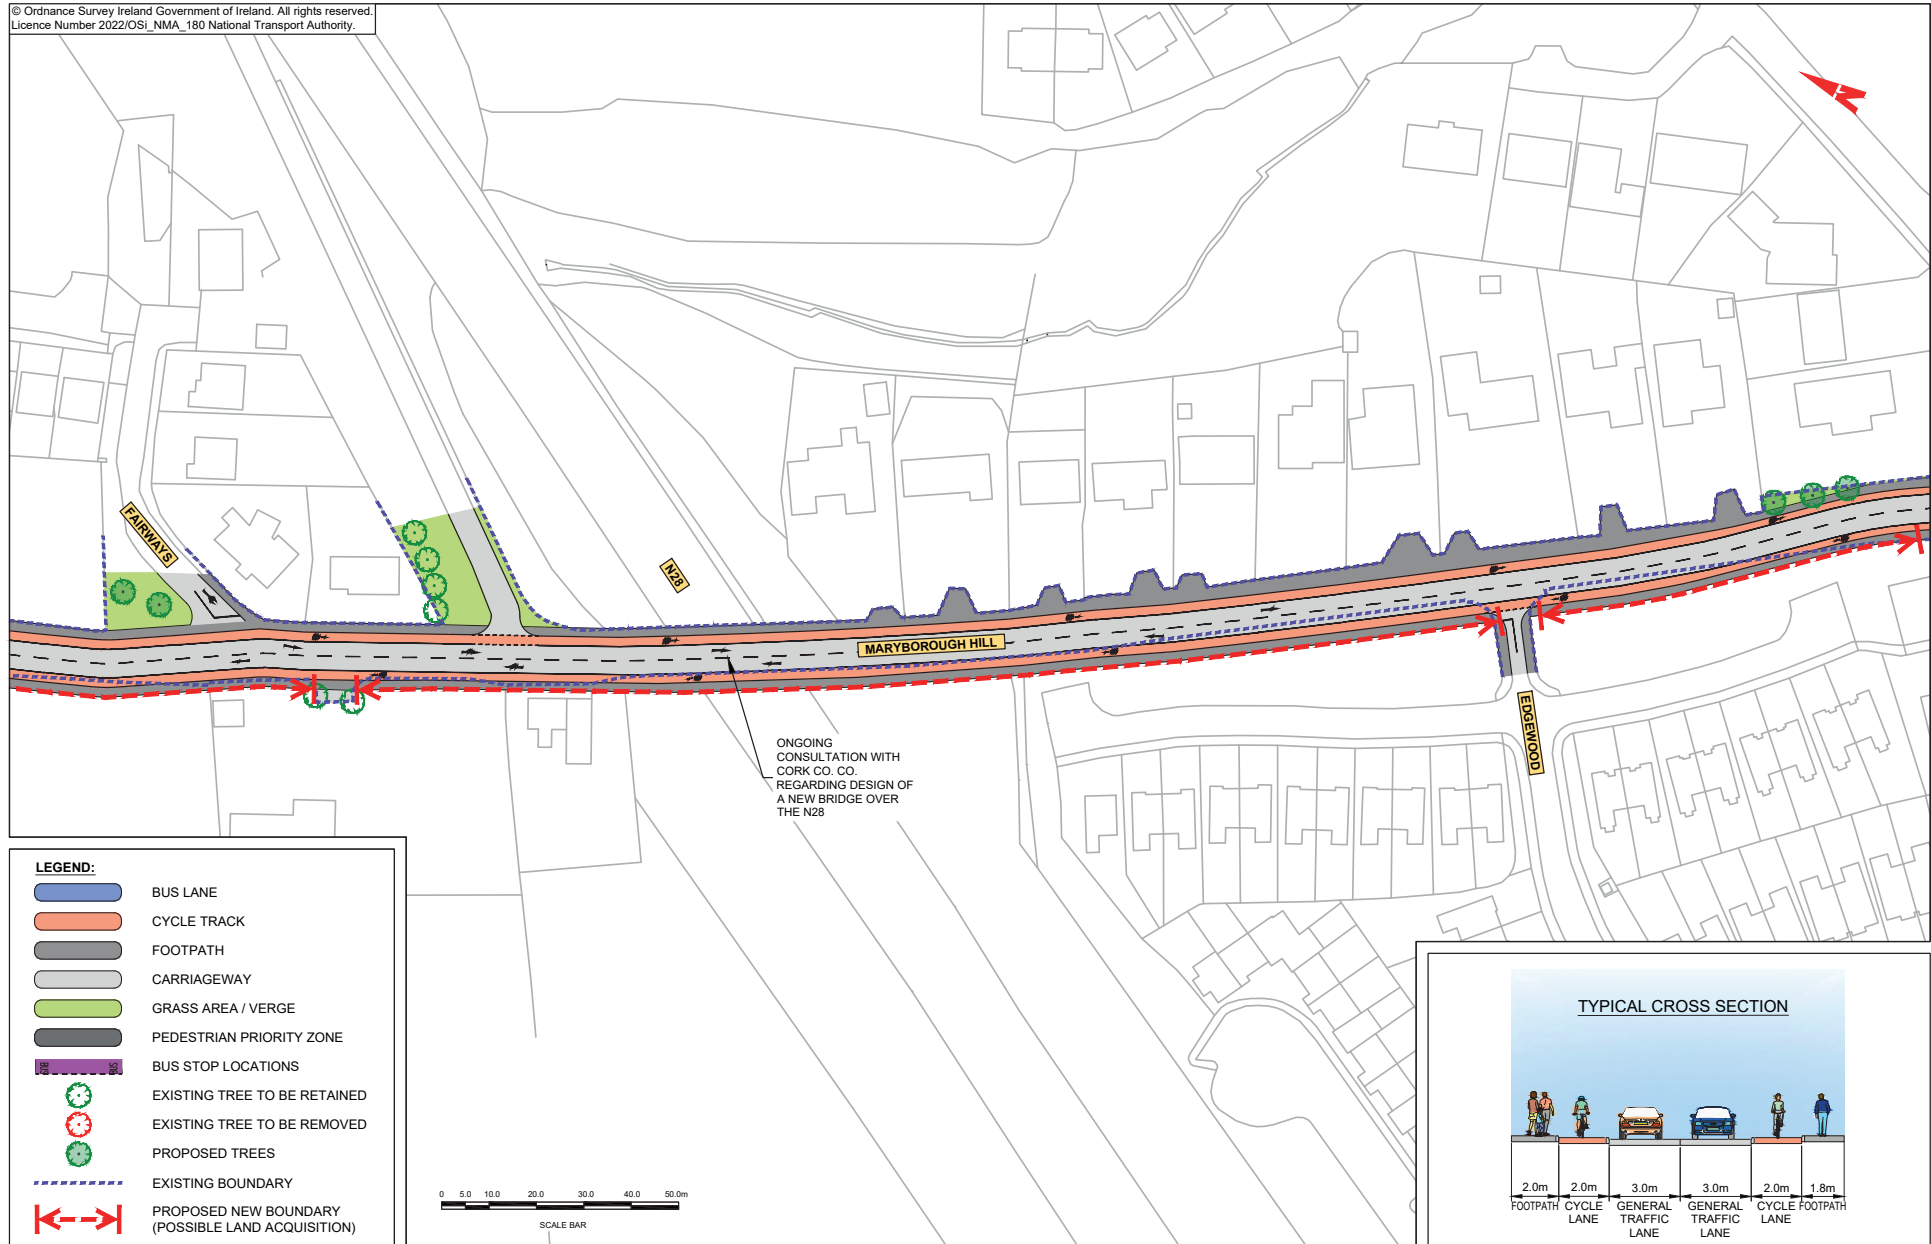 © Ordnance Survey Ireland Government of Ireland. All rights reserved.
Licence Number 2022/OSi_NMA_180 National Transport Authority.
N
FAIRWAYS
N28
MARYBOROUGH HILL
EDGEWOOD
ONGOING
CONSULTATION WITH
CORK CO. CO.
REGARDING DESIGN OF
A NEW BRIDGE OVER
THE N28
LEGEND:
BUS LANE
CYCLE TRACK
FOOTPATH
CARRIAGEWAY
GRASS AREA / VERGE
PEDESTRIAN PRIORITY ZONE
BUS STOP LOCATIONS
EXISTING TREE TO BE RETAINED
EXISTING TREE TO BE REMOVED
PROPOSED TREES
EXISTING BOUNDARY
PROPOSED NEW BOUNDARY
(POSSIBLE LAND ACQUISITION)
0 5.0 10.0 20.0 30.0 40.0 50.0m
SCALE BAR
TYPICAL CROSS SECTION
2.0m 2.0m 3.0m 3.0m 2.0m 1.8m
FOOTPATH CYCLE GENERAL GENERAL CYCLE FOOTPATH
LANE TRAFFIC TRAFFIC LANE
LANE LANE